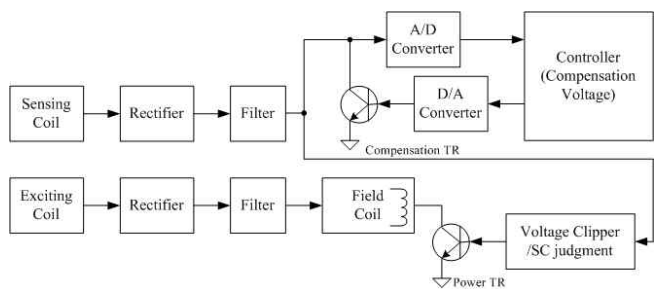 A/D
Converter
Controller
(Compensation
Voltage)
Sensing
Coil
Rectifier
Filter
D/A
Converter
Compensation TR
Exciting
Coil
Rectifier
Filter
Field
Coil
Voltage Clipper
/SC judgment
Power TR